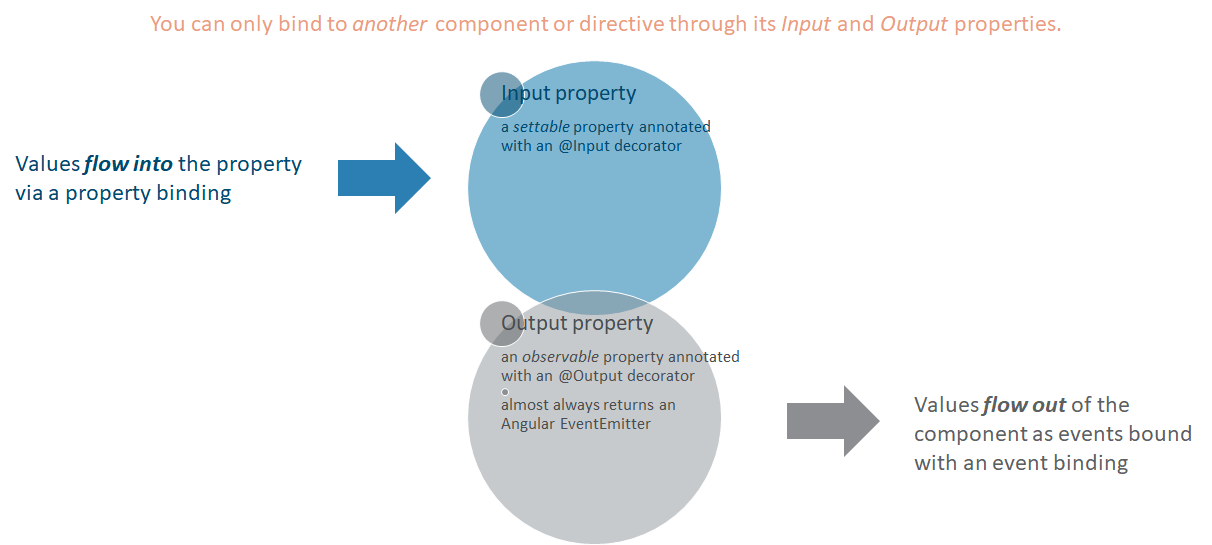 You can only bind to another component or directive through its Input and Output properties.
Input property
a settable property annotated
with an @Input decorator
Values flow into the property
via a property binding
Output property
an observable property annotated
with an @Output decorator
almost always returns an
Angular EventEmitter
Values flow out of the
component as events bound
with an event binding